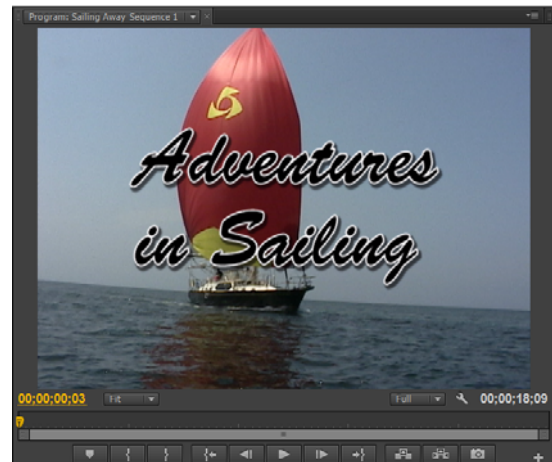 Program: Sailing Away Sequence 1
Adventures
in Sailing
00;00;00;03
Fit
Full
00;00;18;09